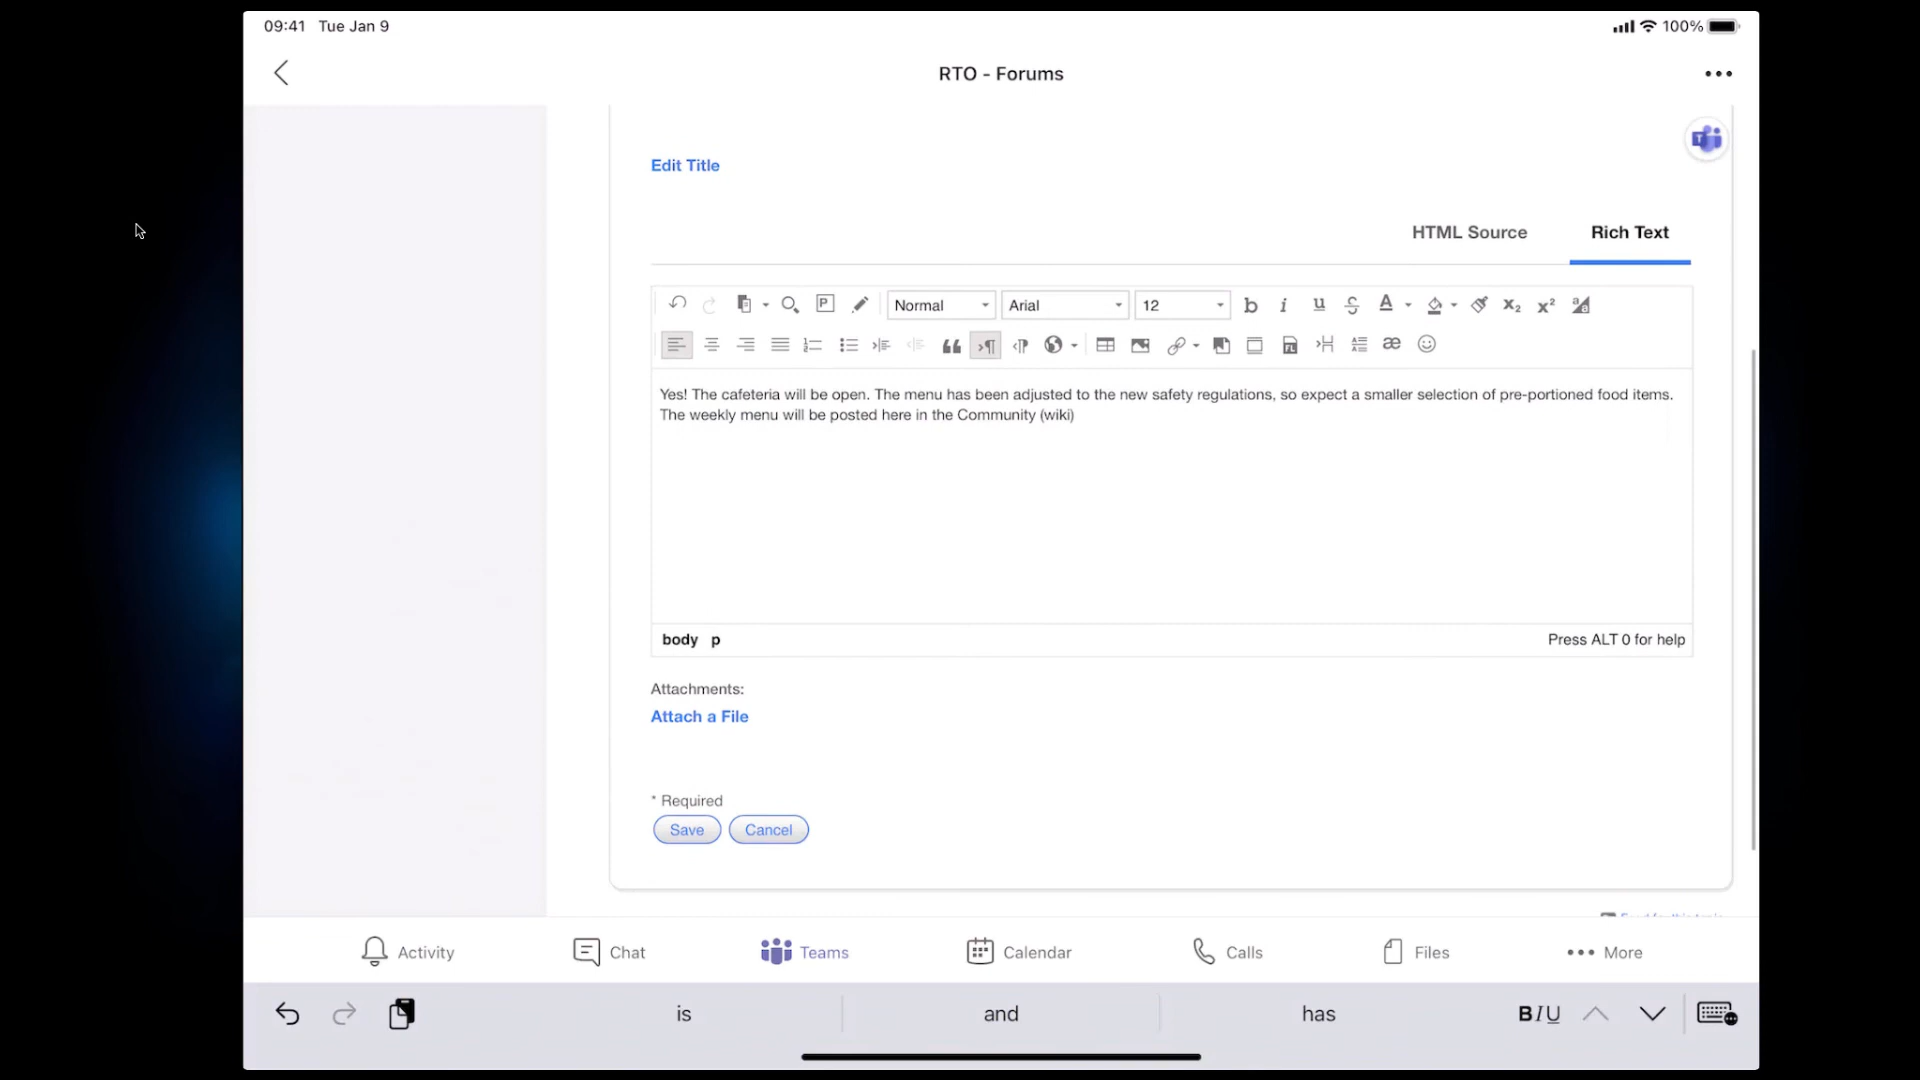 09:41 Tue Jan 9
100%
RTO - Forums
Edit Title
HTML Source Rich Text
Normal Arial 12
Yes! The cafeteria will be open. The menu has been adjusted to the new safety regulations, so expect a smaller selection of pre-portioned food items.
The weekly menu will be posted here in the Community (wiki)
body p
Press ALT 0 for help
Attachments:
Attach a File
* Required
Save Cancel
Activity Chat Teams Calendar Calls Files More
is and has
BIU